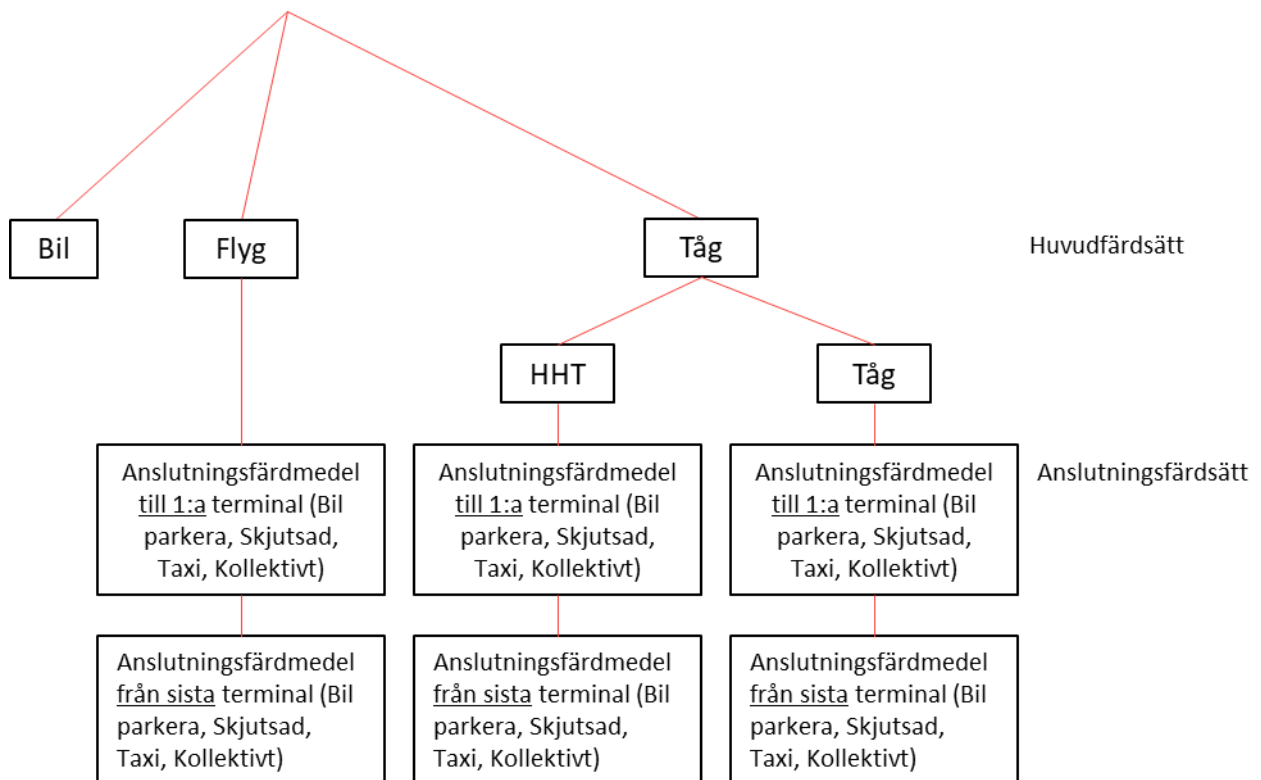 Bil
Flyg
Tåg
Huvudfärdsätt
HHT
Tåg
Anslutningsfärdmedel
till 1:a terminal (Bil
parkera, Skjutsad,
Taxi, Kollektivt)
Anslutningsfärdmedel
till 1:a terminal (Bil
parkera, Skjutsad,
Taxi, Kollektivt)
Anslutningsfärdmedel
till 1:a terminal (Bil
parkera, Skjutsad,
Taxi, Kollektivt)
Anslutningsfärdsätt
Anslutningsfärdmedel
från sista terminal (Bil
parkera, Skjutsad,
Taxi, Kollektivt)
Anslutningsfärdmedel
från sista terminal (Bil
parkera, Skjutsad,
Taxi, Kollektivt)
Anslutningsfärdmedel
från sista terminal (Bil
parkera, Skjutsad,
Taxi, Kollektivt)